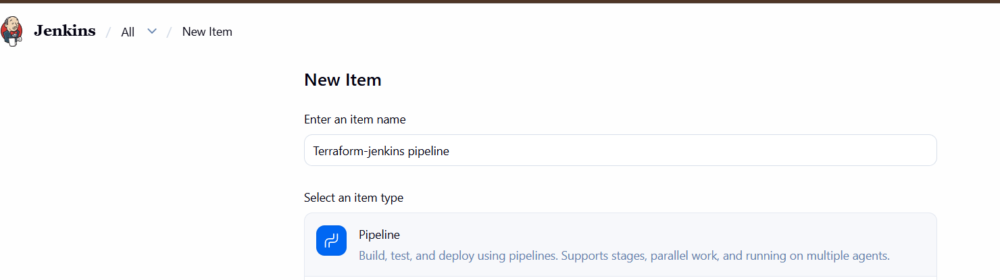 Jenkins / All / New Item
New Item
Enter an item name
Terraform-jenkins pipeline
Select an item type
Pipeline
Build, test, and deploy using pipelines. Supports stages, parallel work, and running on multiple agents.